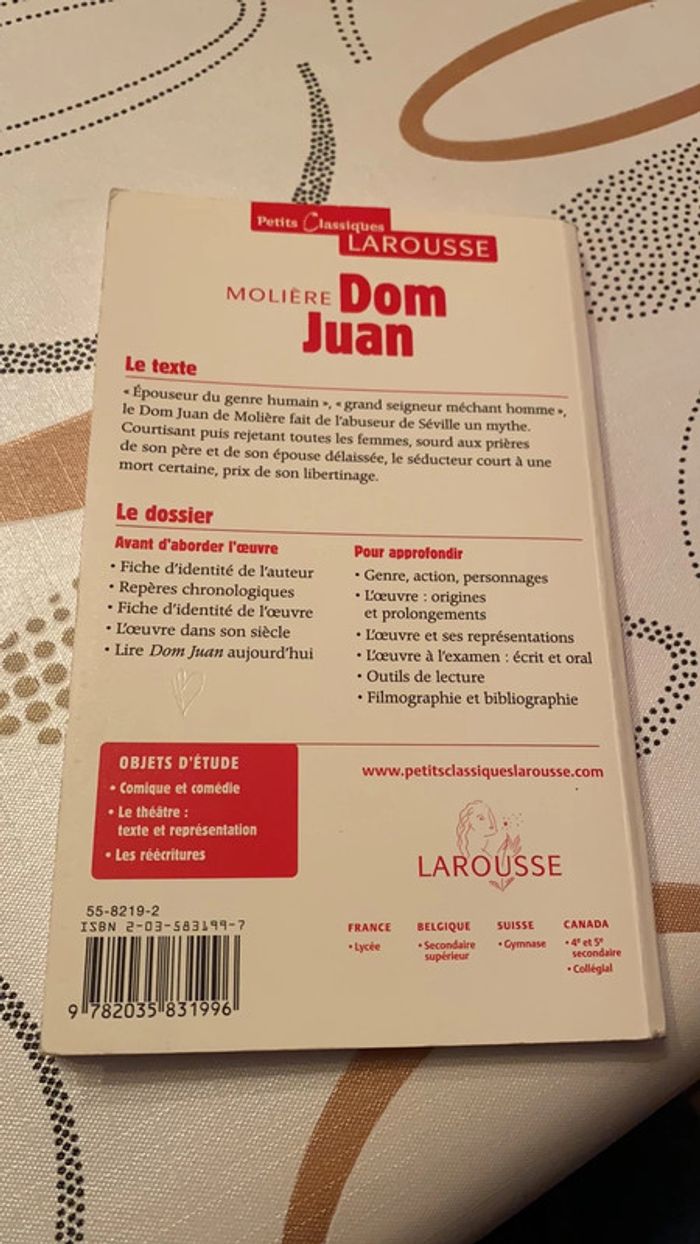 Petits Classiques
LAROUSSE
MOLIÈRE Dom
Juan
Le texte
« Épouseur du genre humain », « grand seigneur méchant homme »,
le Dom Juan de Molière fait de l'abuseur de Séville un mythe.
Courtisant puis rejetant toutes les femmes, sourd aux prières
de son père et de son épouse délaissée, le séducteur court à une
mort certaine, prix de son libertinage.
Le dossier
Avant d'aborder l'œuvre
• Fiche d'identité de l'auteur
• Repères chronologiques
• Fiche d'identité de l'œuvre
• L'œuvre dans son siècle
• Lire Dom Juan aujourd'hui
Pour approfondir
• Genre, action, personnages
• L'œuvre : origines
et prolongements
• L'œuvre et ses représentations
• L'œuvre à l'examen : écrit et oral
• Outils de lecture
• Filmographie et bibliographie
OBJETS D'ÉTUDE
• Comique et comédie
• Le théâtre :
texte et représentation
• Les réécritures
www.petitsclassiqueslarousse.com
LAROUSSE
55-8219-2
ISBN 2-03-583199-7
9 782035 831996
FRANCE
• Lycée
BELGIQUE
• Secondaire
supérieur
SUISSE
• Gymnase
CANADA
• 4e et 5e
secondaire
• Collégial